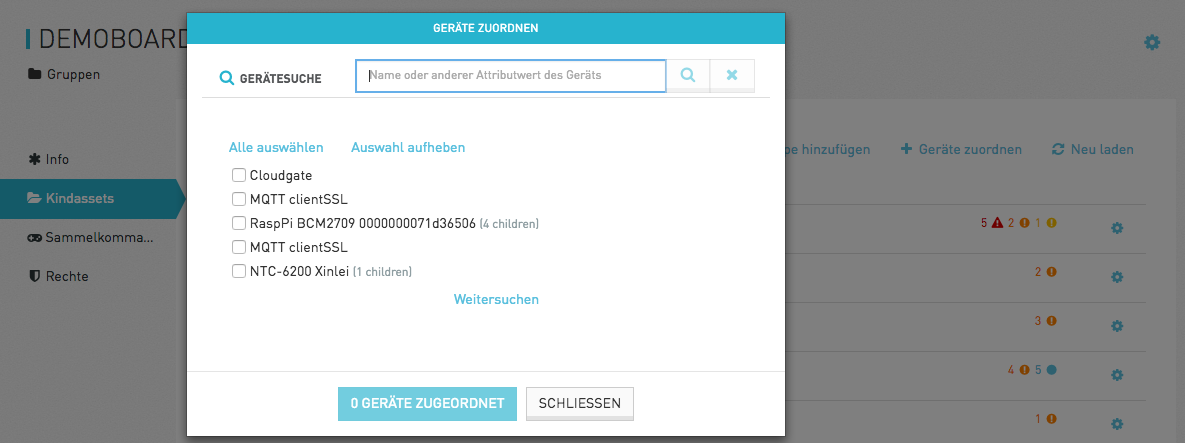 DEMOBOARD
Gruppen
Info
Kindassets
Sammelkomma...
Rechte
GERÄTE ZUORDNEN
GERÄTESUCHE
Name oder anderer Attributwert des Geräts
Alle auswählen Auswahl aufheben
Cloudgate
MQTT clientSSL
RaspPi BCM2709 0000000071d36506 (4 children)
MQTT clientSSL
NTC-6200 Xinlei (1 children)
Weitersuchen
0 GERÄTE ZUGEORDNET SCHLIESSEN
hinzufügen Geräte zuordnen Neu laden
5 2 1
2
3
4 5
1